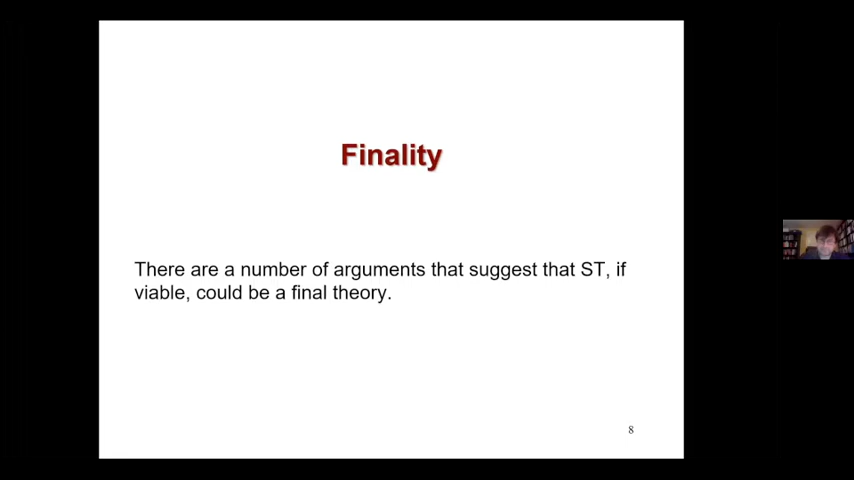 Finality
There are a number of arguments that suggest that ST, if
viable, could be a final theory.
8